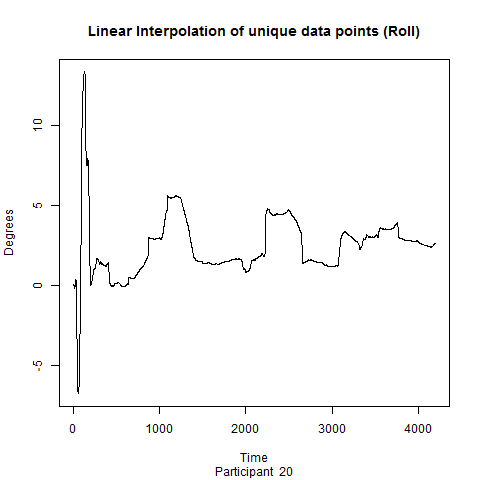 Linear Interpolation of unique data points (Roll)
Degrees
10
5
0
-5
0 1000 2000 3000 4000
Time
Participant 20